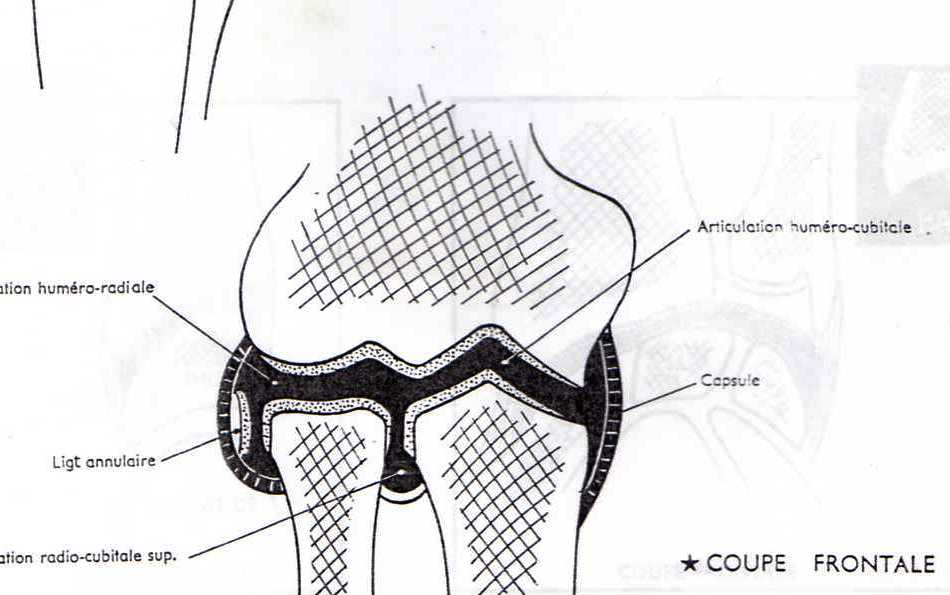 Articulation huméro-cubitale
ation huméro-radiale
Capsule
Ligt annulaire
ation radio-cubitale sup.
★ COUPE FRONTALE